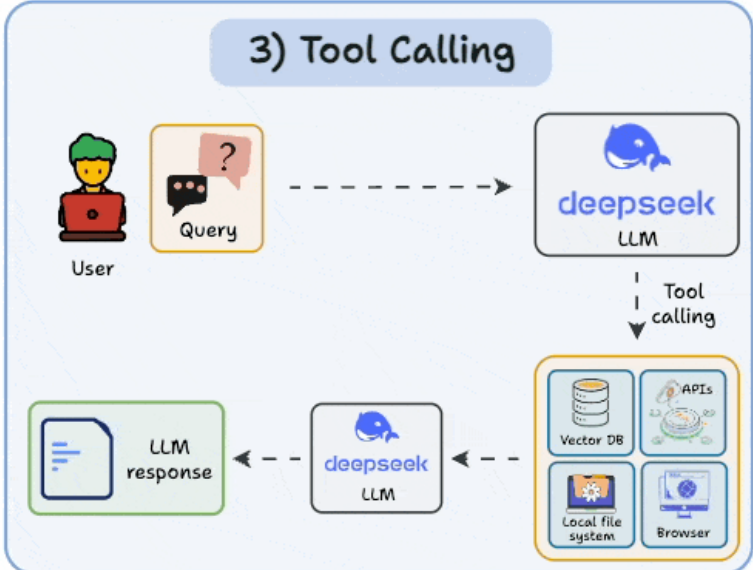 3) Tool Calling
?
Query
User
deepseek
LLM
Tool
calling
Vector DB
APIs
Local file
system
Browser
deepseek
LLM
LLM
response